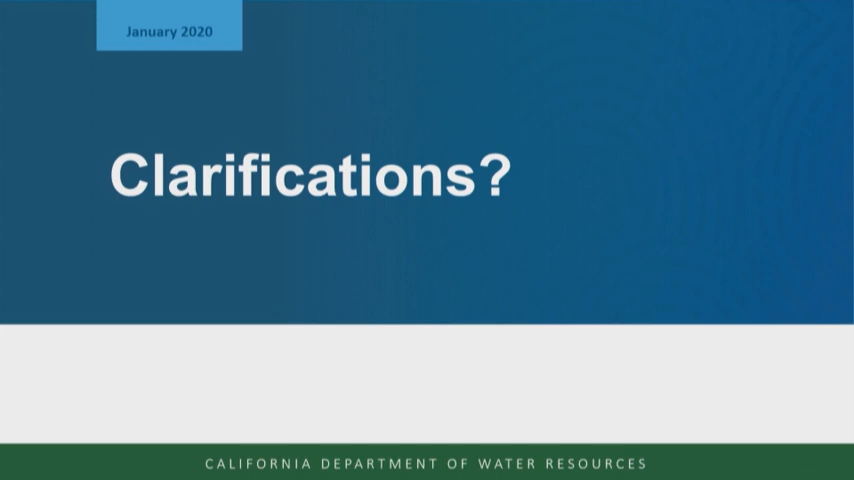 January 2020
Clarifications?
CALIFORNIA DEPARTMENT OF WATER RESOURCES